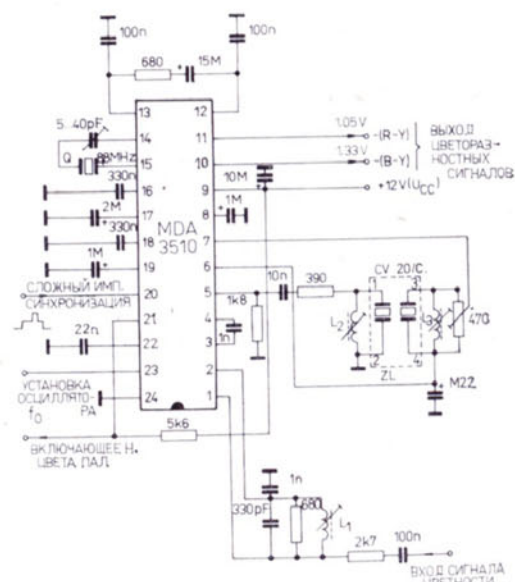 100n
100n
680
15M
13
12
5...40pF
14
11
1.05V
-(R-Y)
ВЫХОД
ЦВЕТОРАЗ-
НОСТНЫХ
СИГНАЛОВ
Q
15
10
1.33V
-(B-Y)
330n
16
10M
9
+12V(UCC)
2M
17
MDA
3510
8
1M
330n
18
7
1M
19
6
СЛОЖНЫЙ ИМП.
СИНХРОНИЗАЦИЯ
20
5
10n
390
CV 20/C.
1
3
21
1k8
4
L2
L3
470
22n
22
1n
3
2
4
ZL
23
2
УСТАНОВКА
ОСЦИЛЛЯТО-
РА
f0
24
1
M22
5k6
ВКЛЮЧАЮЩЕЕ Н.
ЦВЕТА ПАЛ.
1n
330pF
680
L1
2k7
100n
ВХОД СИГНАЛА
ЦВЕТНОСТИ